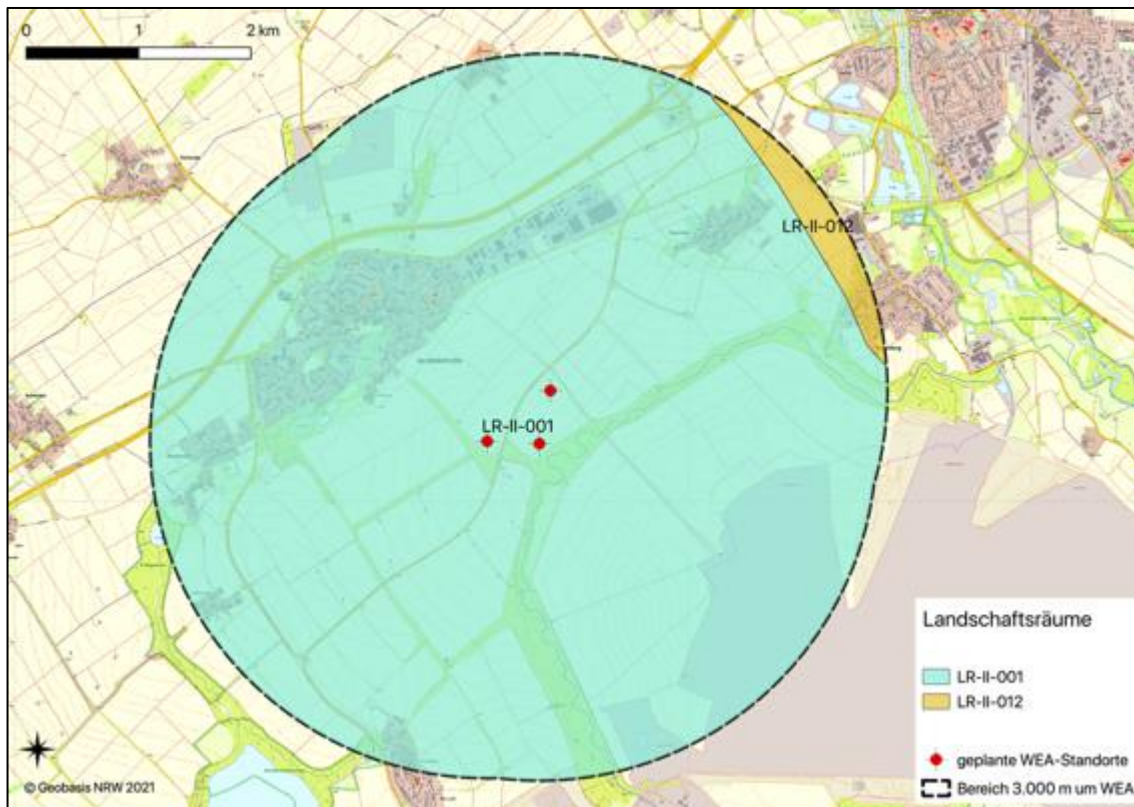 0 1 2 km
LR-II-012
LR-II-001
Landschaftsräume
LR-II-001
LR-II-012
geplante WEA-Standorte
Bereich 3.000 m um WEA
© Geobasis NRW 2021